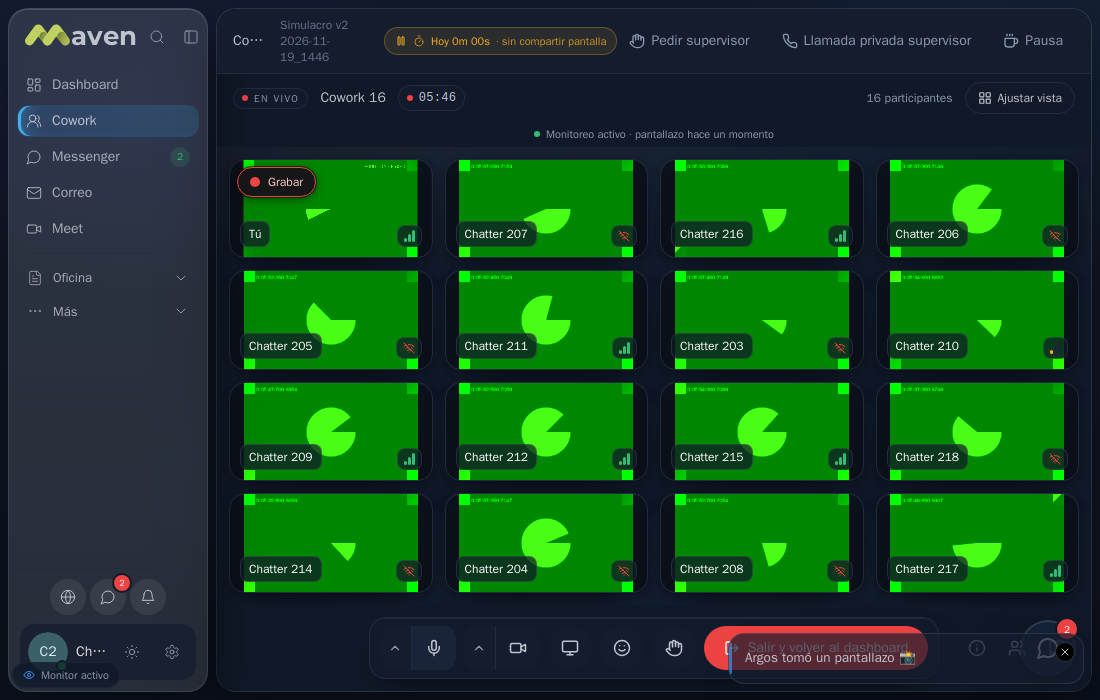 Maven
Dashboard
Cowork
Messenger
2
Correo
Meet
Oficina
Más
2
C2
Ch···
Monitor activo
Co···
Simulacro v2
2026-11-
19_1446
Hoy 0m 00s · sin compartir pantalla
Pedir supervisor
Llamada privada supervisor
Pausa
EN VIVO
Cowork 16
05:46
16 participantes
Ajustar vista
Monitoreo activo · pantallazo hace un momento
Grabar
Tú
Chatter 207
Chatter 216
Chatter 206
Chatter 205
Chatter 211
Chatter 203
Chatter 210
Chatter 209
Chatter 212
Chatter 215
Chatter 218
Chatter 214
Chatter 204
Chatter 208
Chatter 217
Salir y volver al dashboard
2
Argos tomó un pantallazo 📸